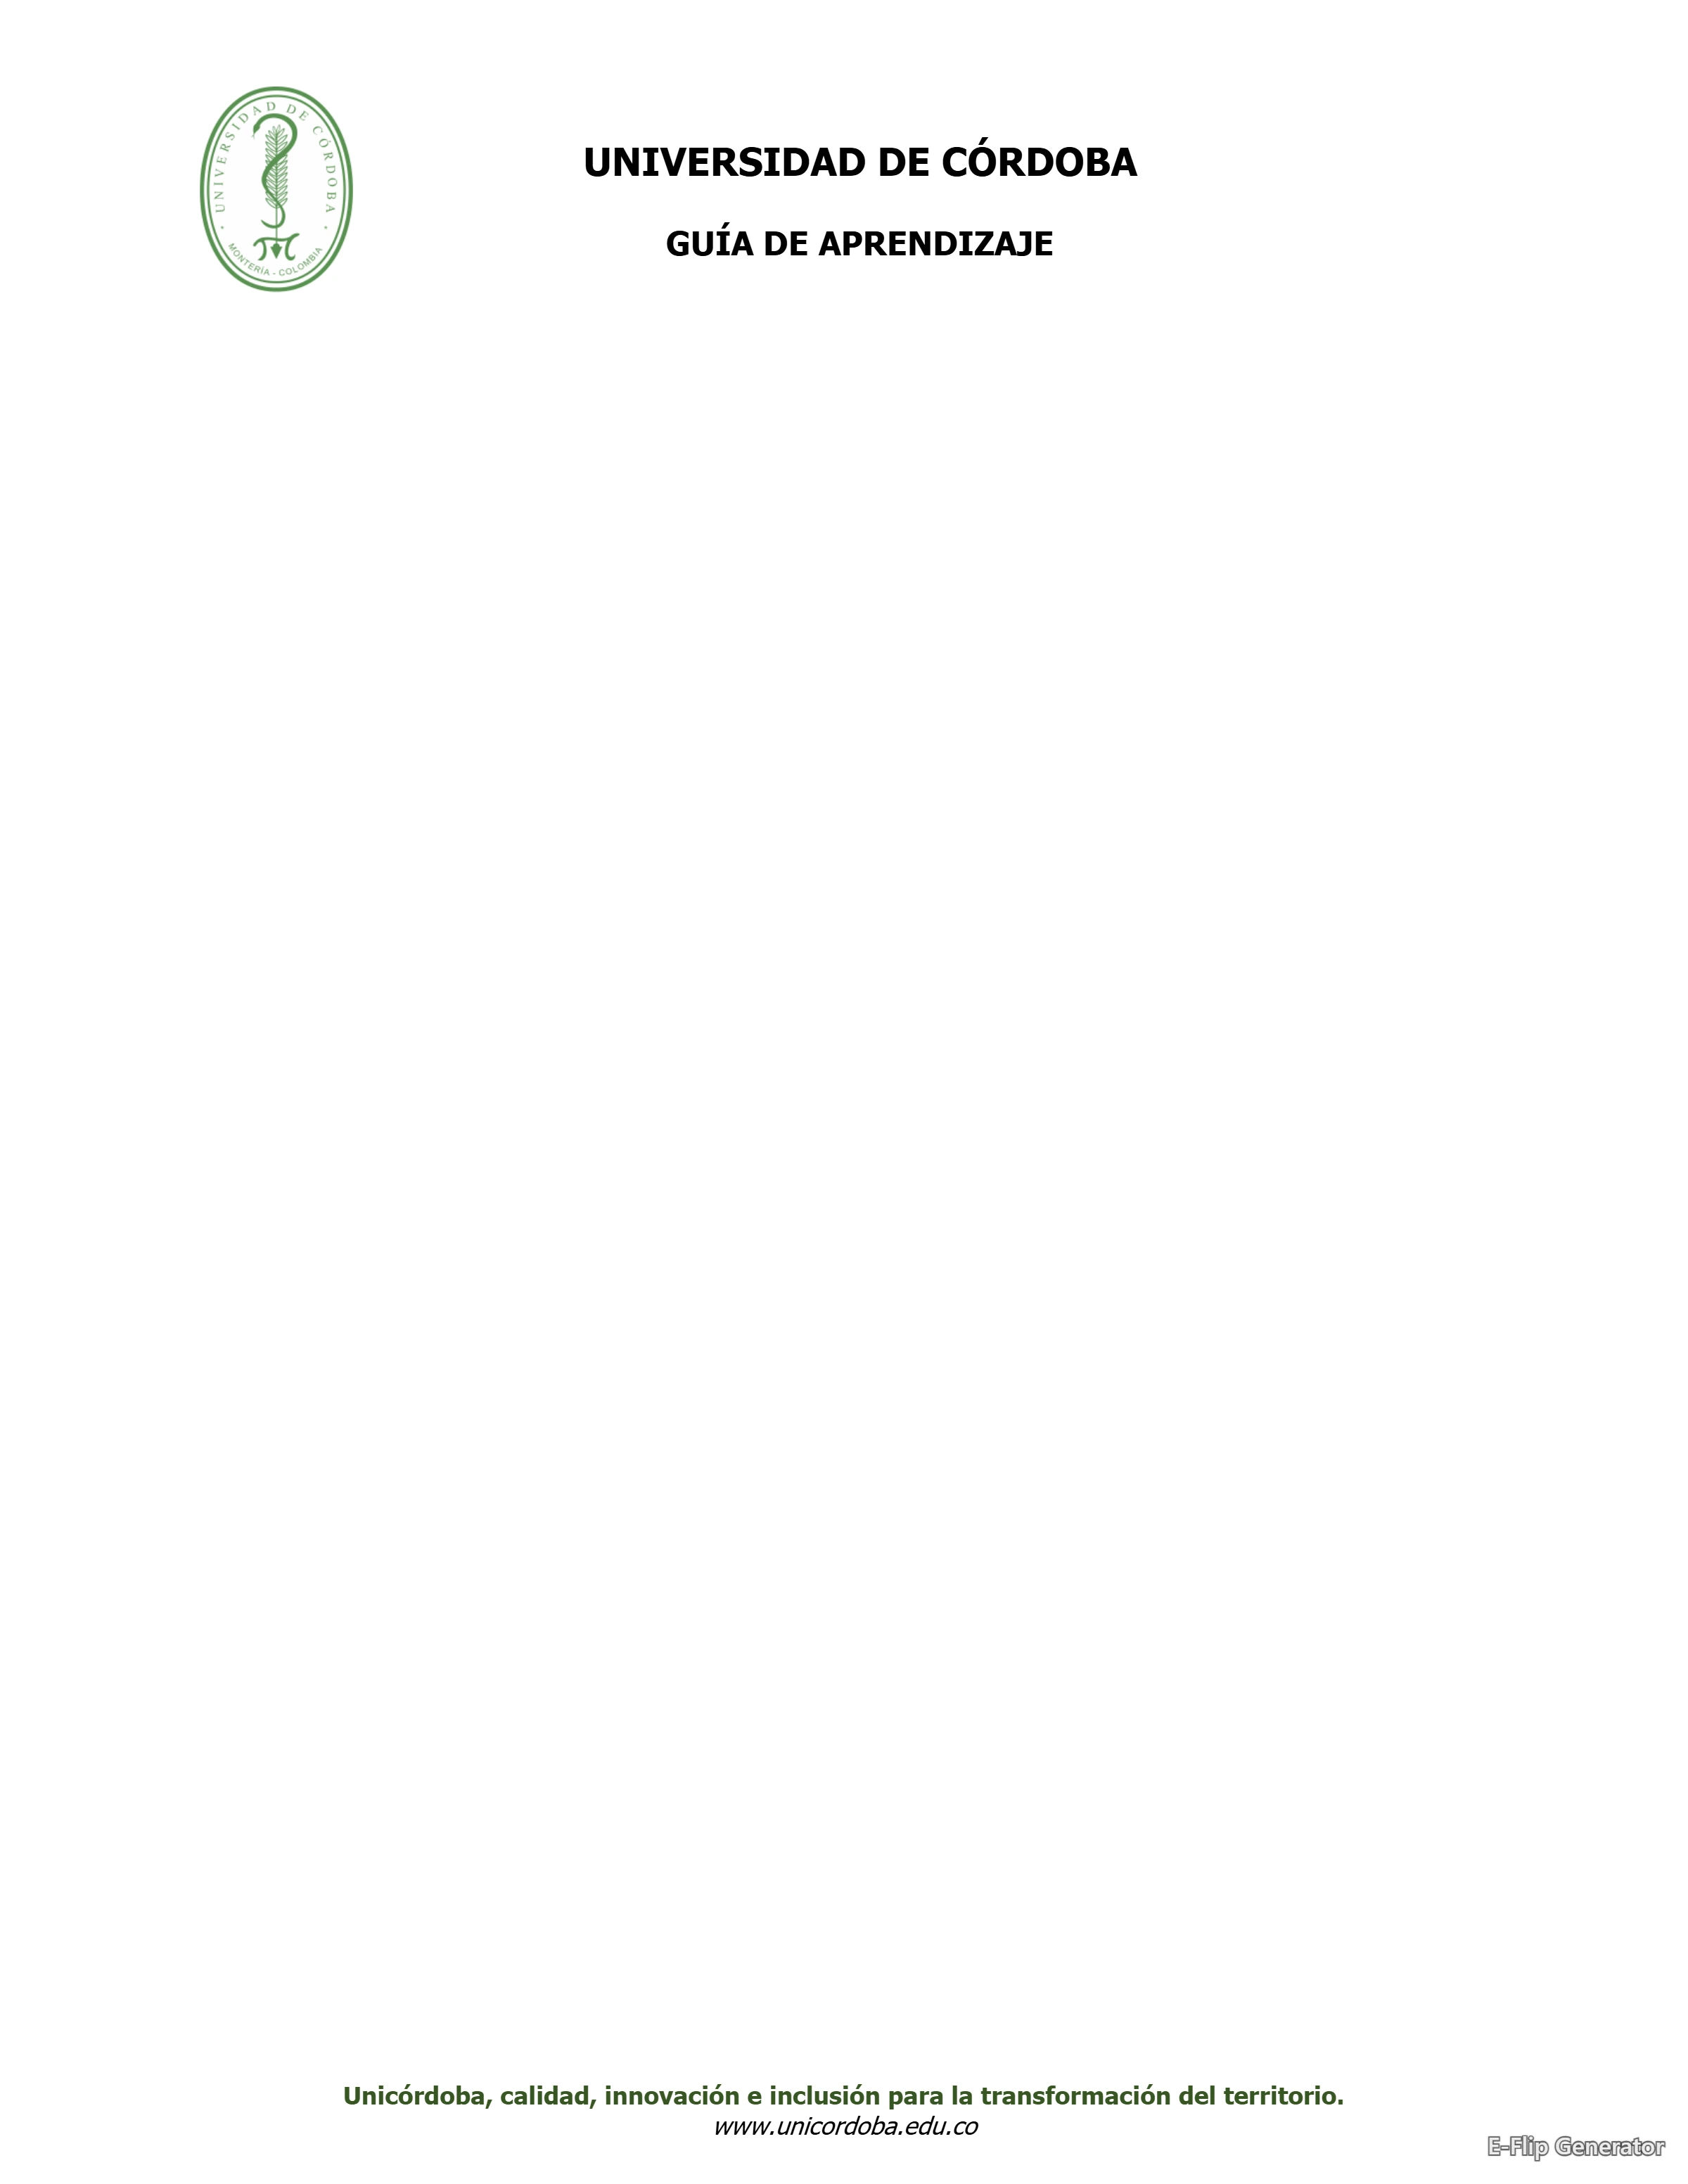 UNIVERSIDAD DE CÓRDOBA
MONTERÍA - COLOMBIA
UNIVERSIDAD DE CÓRDOBA
GUÍA DE APRENDIZAJE
Unicórdoba, calidad, innovación e inclusión para la transformación del territorio.
www.unicordoba.edu.co
E-Flip Generator